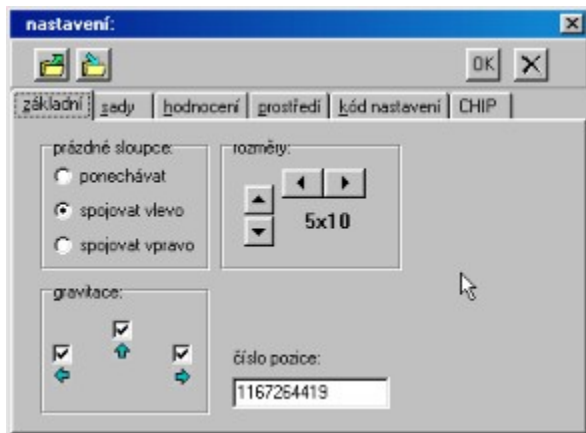 nastavení:
OK
základní sady hodnocení prostředí kód nastavení CHIP
prázdné sloupce:
ponechávat
spojovat vlevo
spojovat vpravo
rozměry:
5x10
gravitace:
číslo pozice:
1167264419